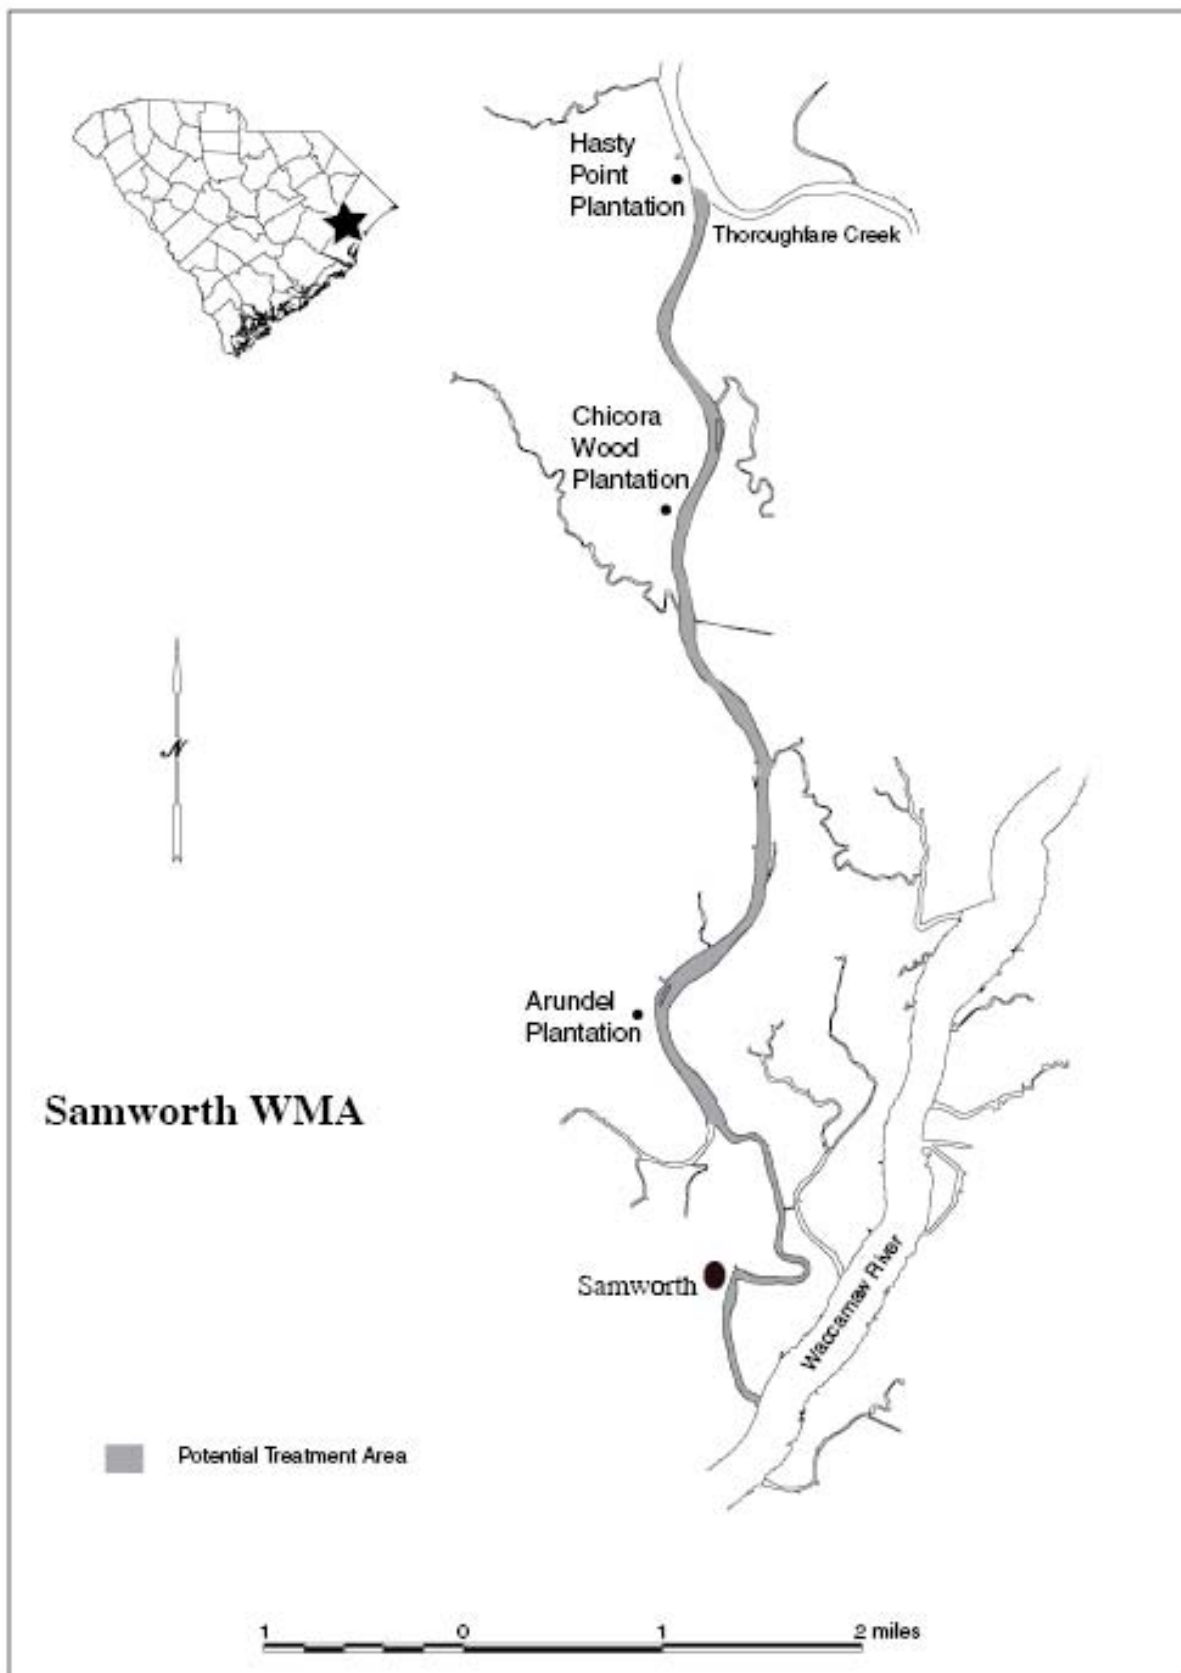 Hasty
Point
Plantation
Thoroughfare Creek
Chicora
Wood
Plantation
N
Arundel
Plantation
Samworth WMA
Samworth
Waccamaw River
Potential Treatment Area
1 0 1 2 miles